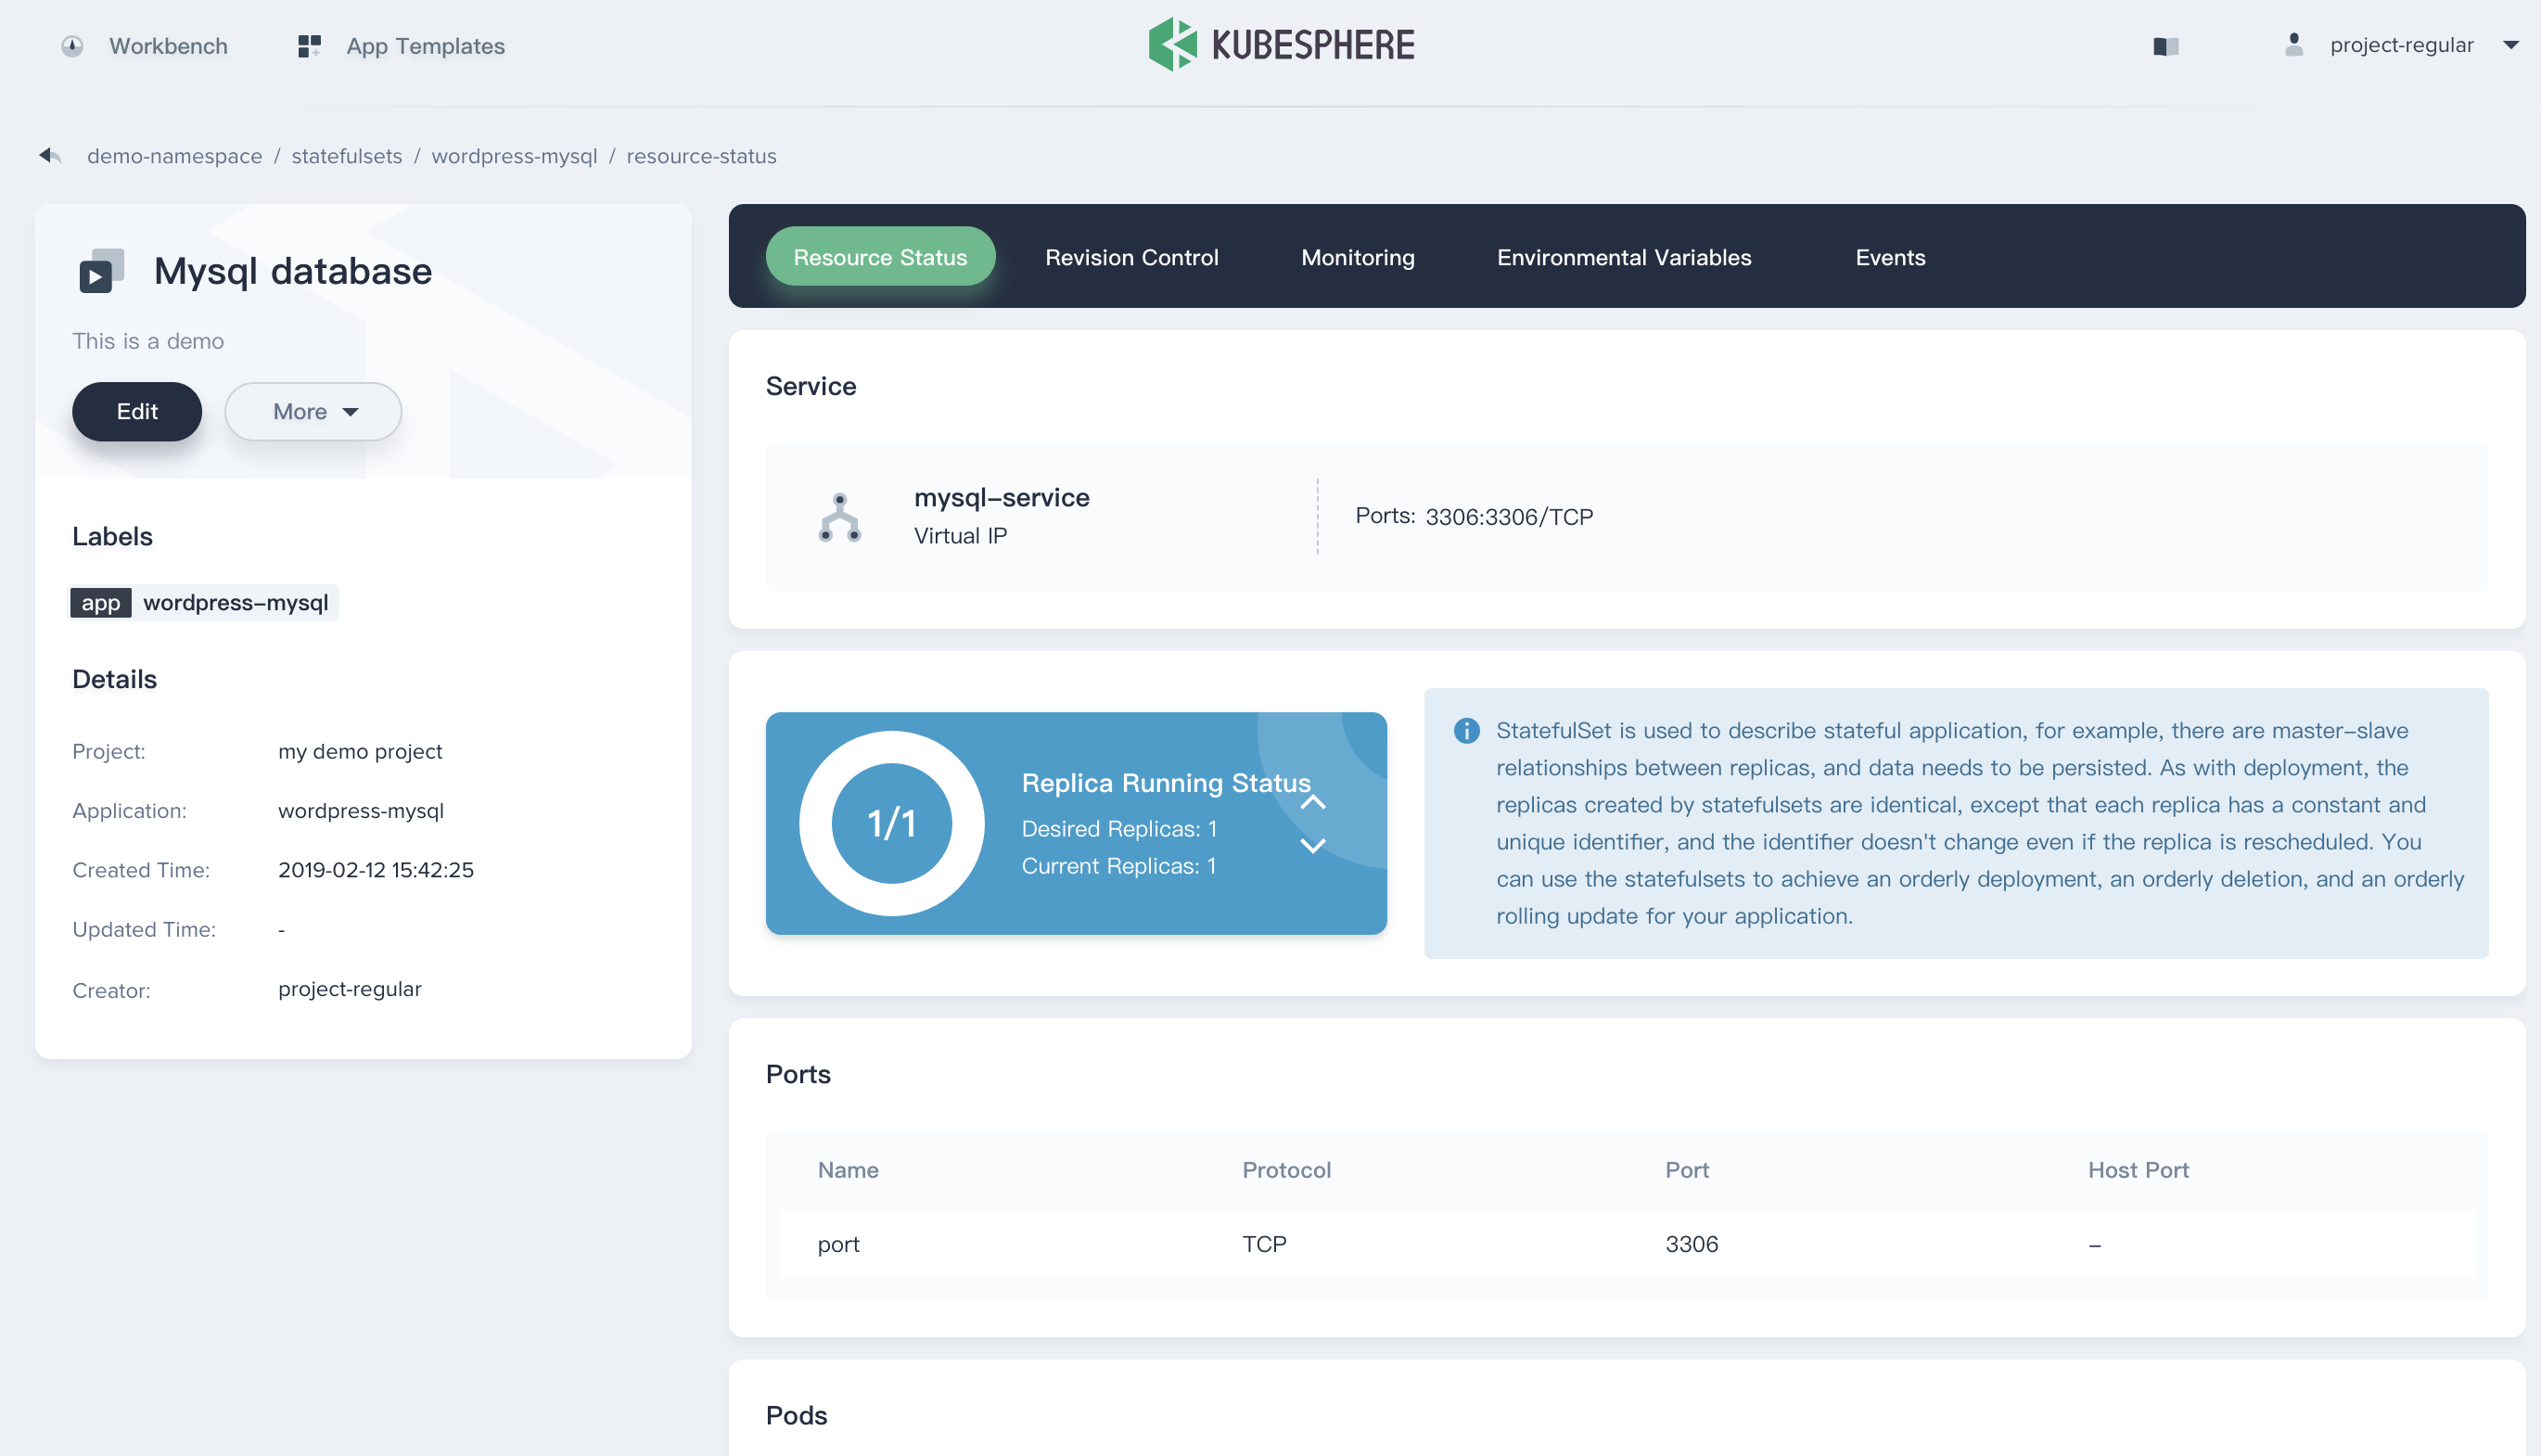 Workbench
App Templates
KUBESPHERE
project-regular
demo-namespace / statefulsets / wordpress-mysql / resource-status
Mysql database
This is a demo
Edit
More
Labels
app wordpress-mysql
Details
Project: my demo project
Application: wordpress-mysql
Created Time: 2019-02-12 15:42:25
Updated Time: -
Creator: project-regular
Resource Status
Revision Control
Monitoring
Environmental Variables
Events
Service
mysql-service
Virtual IP
Ports: 3306:3306/TCP
1/1
Replica Running Status
Desired Replicas: 1
Current Replicas: 1
StatefulSet is used to describe stateful application, for example, there are master-slave
relationships between replicas, and data needs to be persisted. As with deployment, the
replicas created by statefulsets are identical, except that each replica has a constant and
unique identifier, and the identifier doesn't change even if the replica is rescheduled. You
can use the statefulsets to achieve an orderly deployment, an orderly deletion, and an orderly
rolling update for your application.
Ports
Name Protocol Port Host Port
port TCP 3306 -
Pods